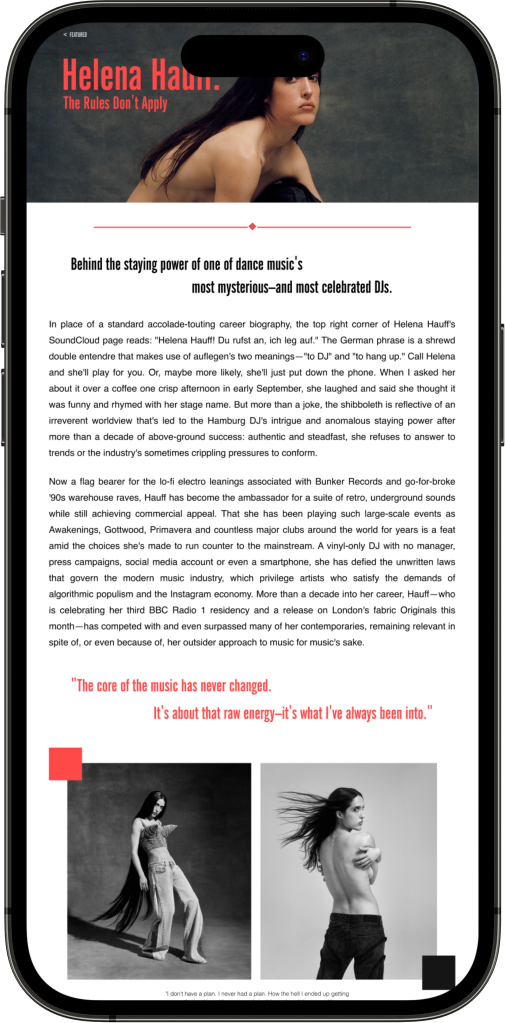 < FEATURED
Helena Hauff:
The Rules Don't Apply
Behind the staying power of one of dance music's
most mysterious—and most celebrated DJs.
In place of a standard accolade-touting career biography, the top right corner of Helena Hauff's
SoundCloud page reads: "Helena Hauff! Du rufst an, ich leg auf." The German phrase is a shrewd
double entendre that makes use of auflegen's two meanings—"to DJ" and "to hang up." Call Helena
and she'll play for you. Or, maybe more likely, she'll just put down the phone. When I asked her
about it over a coffee one crisp afternoon in early September, she laughed and said she thought it
was funny and rhymed with her stage name. But more than a joke, the shibboleth is reflective of an
irreverent worldview that's led to the Hamburg DJ's intrigue and anomalous staying power after
more than a decade of above-ground success: authentic and steadfast, she refuses to answer to
trends or the industry's sometimes crippling pressures to conform.
Now a flag bearer for the lo-fi electro leanings associated with Bunker Records and go-for-broke
'90s warehouse raves, Hauff has become the ambassador for a suite of retro, underground sounds
while still achieving commercial appeal. That she has been playing such large-scale events as
Awakenings, Gottwood, Primavera and countless major clubs around the world for years is a feat
amid the choices she's made to run counter to the mainstream. A vinyl-only DJ with no manager,
press campaigns, social media account or even a smartphone, she has defied the unwritten laws
that govern the modern music industry, which privilege artists who satisfy the demands of
algorithmic populism and the Instagram economy. More than a decade into her career, Hauff—who
is celebrating her third BBC Radio 1 residency and a release on London's fabric Originals this
month—has competed with and even surpassed many of her contemporaries, remaining relevant in
spite of, or even because of, her outsider approach to music for music's sake.
"The core of the music has never changed.
It's about that raw energy—it's what I've always been into."
"I don't have a plan. I never had a plan. How the hell I ended up getting